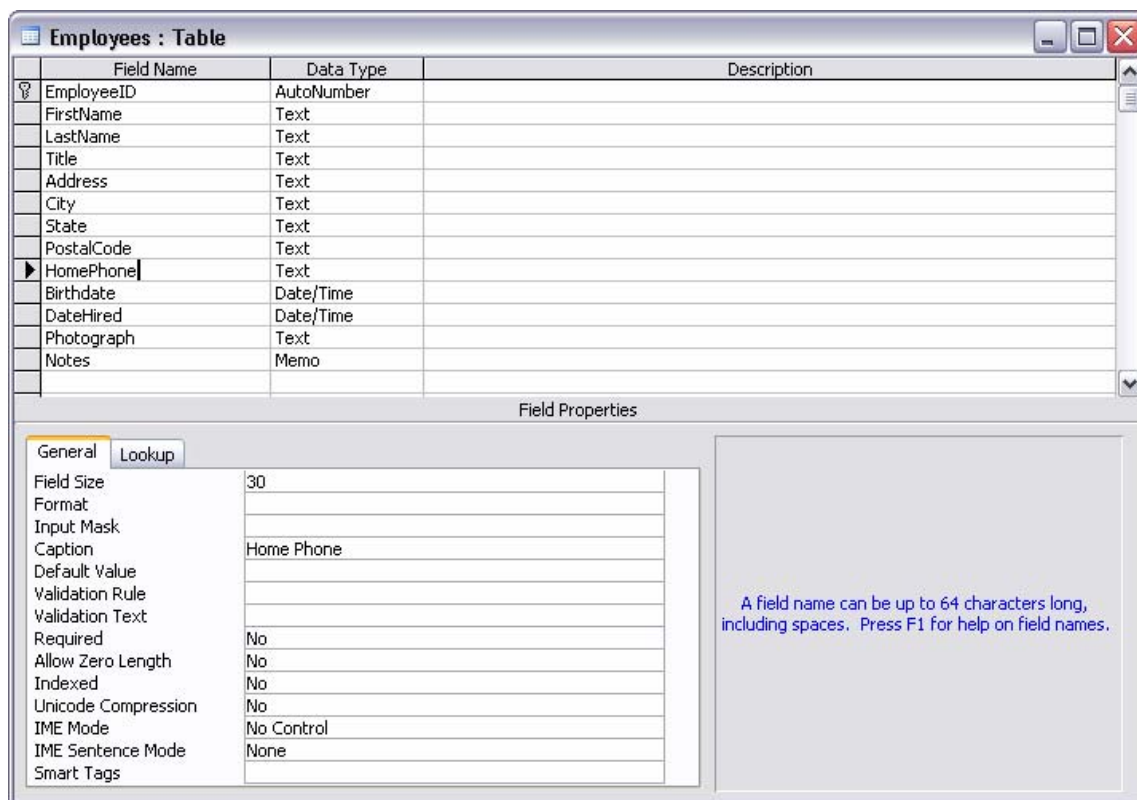 Employees : Table
Field Name Data Type Description
EmployeeID AutoNumber
FirstName Text
LastName Text
Title Text
Address Text
City Text
State Text
PostalCode Text
HomePhone Text
Birthdate Date/Time
DateHired Date/Time
Photograph Text
Notes Memo
Field Properties
General Lookup
Field Size 30
Format
Input Mask
Caption Home Phone
Default Value
Validation Rule
Validation Text
Required No
Allow Zero Length No
Indexed No
Unicode Compression No
IME Mode No Control
IME Sentence Mode None
Smart Tags
A field name can be up to 64 characters long,
including spaces. Press F1 for help on field names.